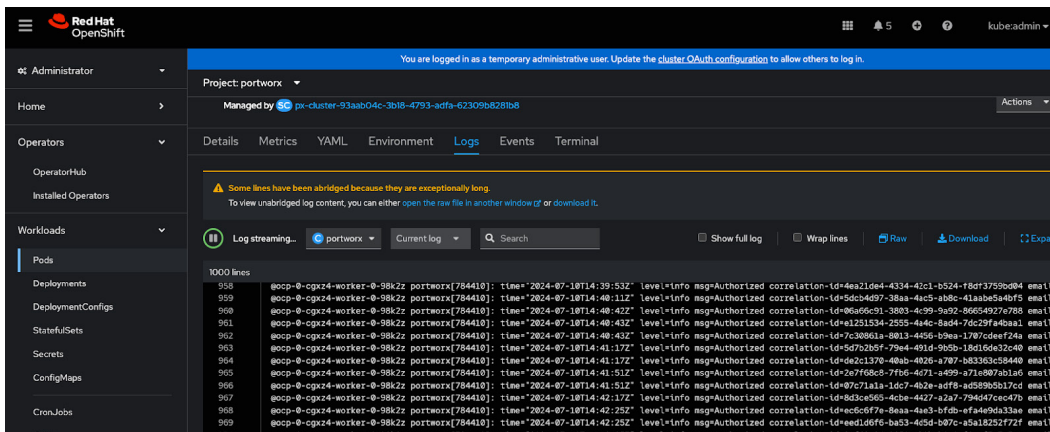 Red Hat
OpenShift
5
kube:admin
You are logged in as a temporary administrative user. Update the cluster OAuth configuration to allow others to log in.
Administrator
Home
Operators
OperatorHub
Installed Operators
Workloads
Pods
Deployments
DeploymentConfigs
StatefulSets
Secrets
ConfigMaps
CronJobs
Project: portworx
Managed by SC px-cluster-93aab04c-3b18-4793-adfa-62309b8281b8
Actions
Details Metrics YAML Environment Logs Events Terminal
Some lines have been abridged because they are exceptionally long.
To view unabridged log content, you can either open the raw file in another window or download it.
Log streaming... C portworx Current log Search Show full log Wrap lines Raw Download Expa
1000 lines
958 @ocp-0-cgxz4-worker-0-98k2z portworx[784410]: time="2024-07-10T14:39:53Z" level=info msg=Authorized correlation-id=4ea21de4-4334-42c1-b524-f8df3759bd04 email
959 @ocp-0-cgxz4-worker-0-98k2z portworx[784410]: time="2024-07-10T14:40:11Z" level=info msg=Authorized correlation-id=5dcb4d97-38aa-4ac5-ab8c-41aabe5a4bf5 email
960 @ocp-0-cgxz4-worker-0-98k2z portworx[784410]: time="2024-07-10T14:40:42Z" level=info msg=Authorized correlation-id=06a66c91-3803-4c99-9a92-86654927e788 email
961 @ocp-0-cgxz4-worker-0-98k2z portworx[784410]: time="2024-07-10T14:40:43Z" level=info msg=Authorized correlation-id=e1251534-2555-4a4c-8ad4-7dc29fa4baa1 email
962 @ocp-0-cgxz4-worker-0-98k2z portworx[784410]: time="2024-07-10T14:40:43Z" level=info msg=Authorized correlation-id=7c30861a-8013-4456-b9ea-1707cdeef24a email
963 @ocp-0-cgxz4-worker-0-98k2z portworx[784410]: time="2024-07-10T14:41:17Z" level=info msg=Authorized correlation-id=5d7b2b5f-79e4-491d-9b5b-18d16de32c40 email
964 @ocp-0-cgxz4-worker-0-98k2z portworx[784410]: time="2024-07-10T14:41:17Z" level=info msg=Authorized correlation-id=de2c1370-40ab-4026-a707-b83363c58440 email
965 @ocp-0-cgxz4-worker-0-98k2z portworx[784410]: time="2024-07-10T14:41:51Z" level=info msg=Authorized correlation-id=2e7f68c8-7fb6-4d71-a499-a71e807ab1a6 email
966 @ocp-0-cgxz4-worker-0-98k2z portworx[784410]: time="2024-07-10T14:41:51Z" level=info msg=Authorized correlation-id=07c71a1a-1dc7-4b2e-adf8-ad589b5b17cd email
967 @ocp-0-cgxz4-worker-0-98k2z portworx[784410]: time="2024-07-10T14:42:17Z" level=info msg=Authorized correlation-id=8d3ce565-4cbe-4427-a2a7-794d47cec47b email
968 @ocp-0-cgxz4-worker-0-98k2z portworx[784410]: time="2024-07-10T14:42:25Z" level=info msg=Authorized correlation-id=ec6c6f7e-8eaa-4ae3-bfdb-efa4e9da33ae email
969 @ocp-0-cgxz4-worker-0-98k2z portworx[784410]: time="2024-07-10T14:42:25Z" level=info msg=Authorized correlation-id=eed1d6f6-ba53-4d5d-b07c-a5a18252f72f email